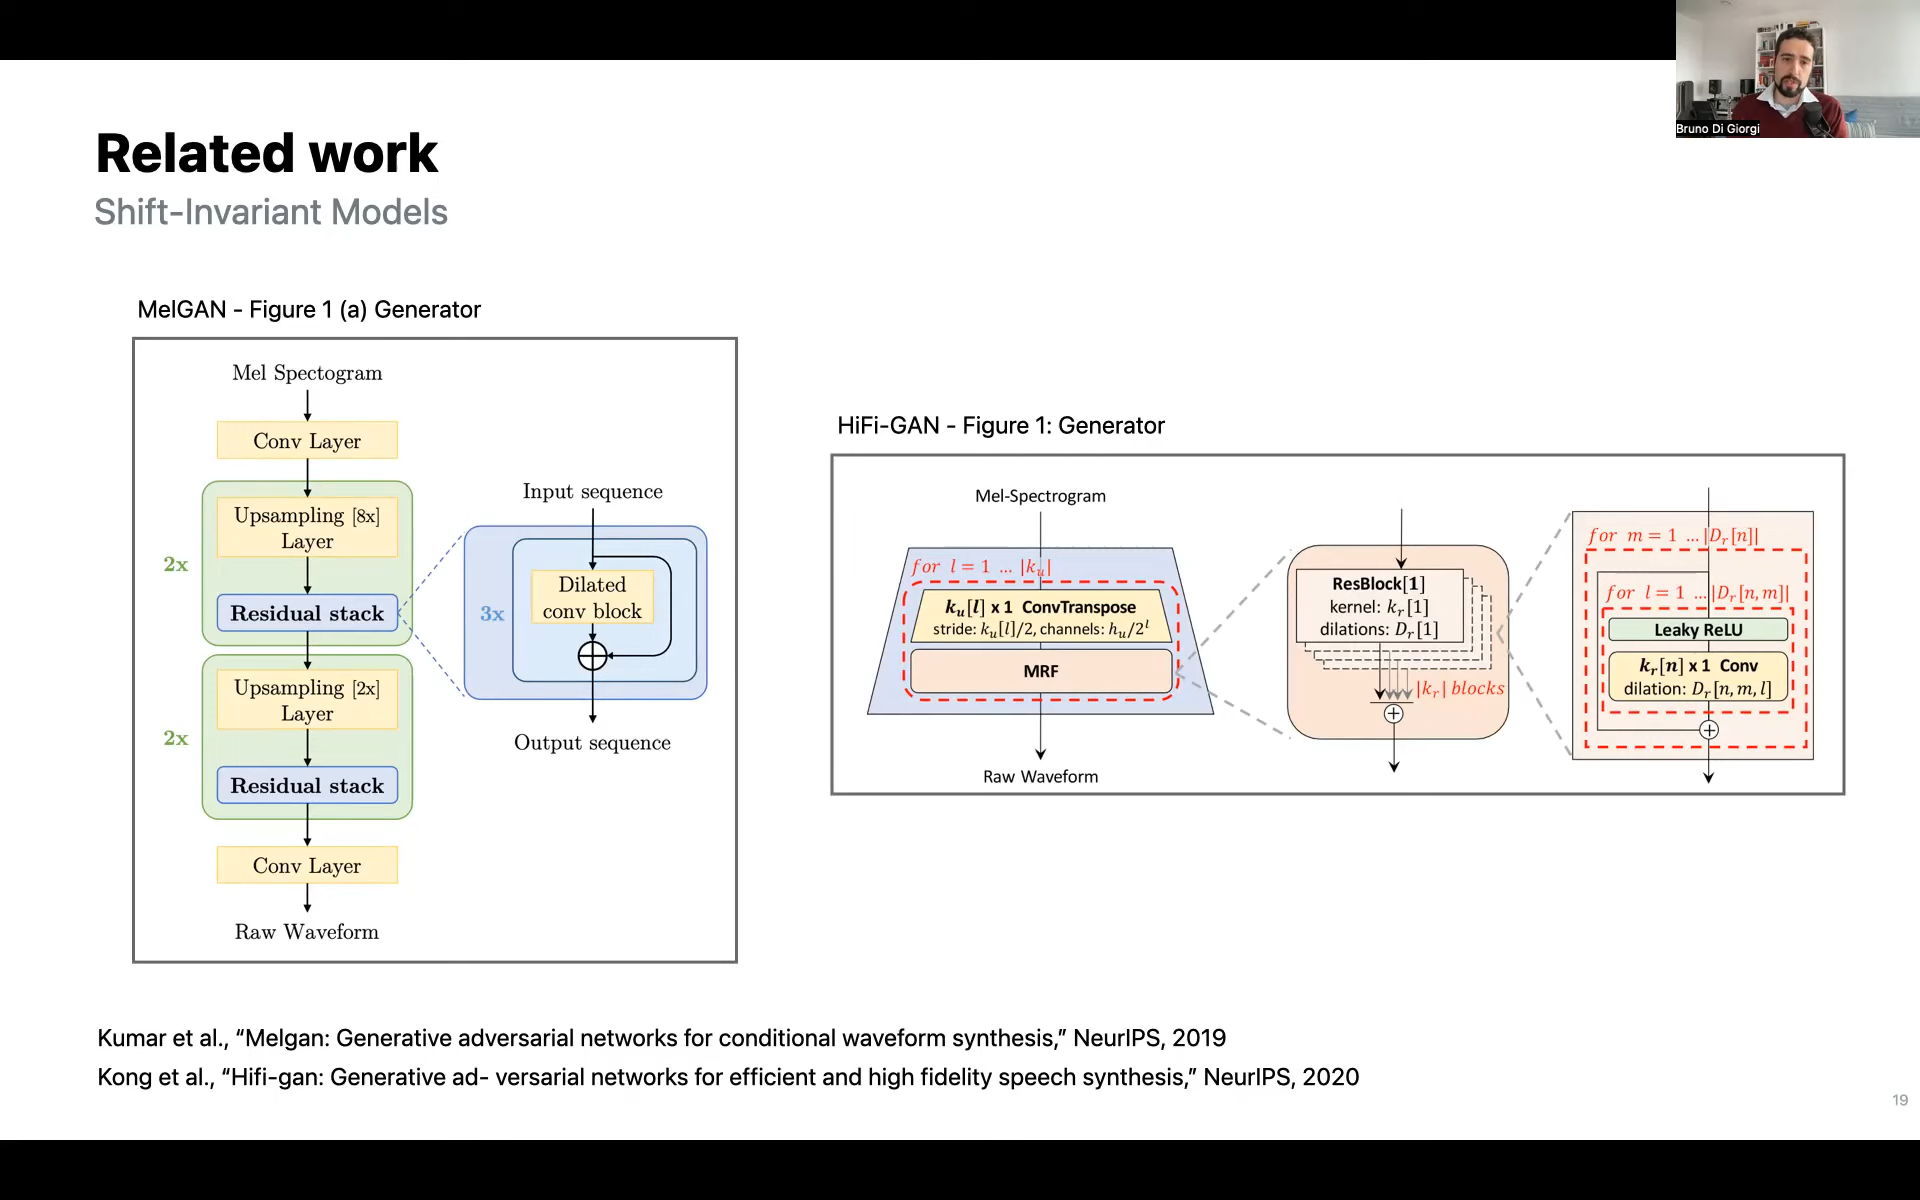 Bruno Di Giorgi
Related work
Shift-Invariant Models
MelGAN - Figure 1 (a) Generator
Mel Spectogram
Conv Layer
2x
Upsampling [8x]
Layer
Residual stack
2x
Upsampling [2x]
Layer
Residual stack
Conv Layer
Raw Waveform
Input sequence
3x
Dilated
conv block
Output sequence
HiFi-GAN - Figure 1: Generator
Mel-Spectrogram
for l = 1 ... |k_u|
k_u[l] x 1 ConvTranspose
stride: k_u[l]/2, channels: h_u/2^l
MRF
Raw Waveform
ResBlock[1]
kernel: k_r[1]
dilations: D_r[1]
|k_r| blocks
for m = 1 ...|D_r[n]|
for l = 1 ...|D_r[n,m]|
Leaky ReLU
k_r[n] x 1 Conv
dilation: D_r[n, m, l]
Kumar et al., “Melgan: Generative adversarial networks for conditional waveform synthesis,” NeurIPS, 2019
Kong et al., “Hifi-gan: Generative ad- versarial networks for efficient and high fidelity speech synthesis,” NeurIPS, 2020
19